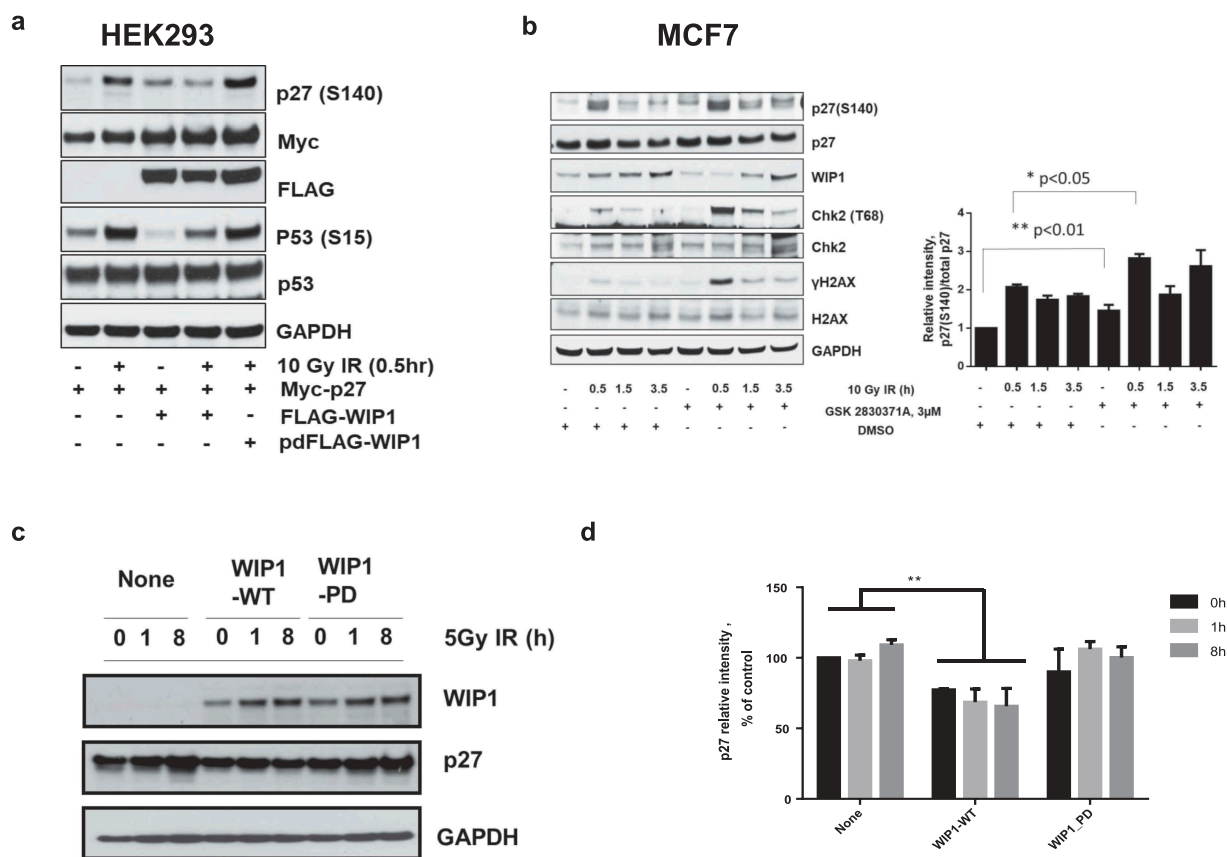 a
HEK293
p27 (S140)
Myc
FLAG
P53 (S15)
p53
GAPDH
- + - + + 10 Gy IR (0.5hr)
+ + + + + Myc-p27
- - + + - FLAG-WIP1
- - - - + pdFLAG-WIP1
b
MCF7
p27(S140)
p27
WIP1
Chk2 (T68)
Chk2
γH2AX
H2AX
GAPDH
- 0.5 1.5 3.5 - 0.5 1.5 3.5 10 Gy IR (h)
- - - - + + + + GSK 2830371A, 3µM
+ + + + - - - - DMSO
* p<0.05
** p<0.01
Relative intensity,
p27(S140)/total p27
4
3
2
1
0
- 0.5 1.5 3.5 - 0.5 1.5 3.5
- - - - + + + +
+ + + + - - - -
c
None
WIP1
-WT
WIP1
-PD
0 1 8 0 1 8 0 1 8 5Gy IR (h)
WIP1
p27
GAPDH
d
p27 relative intensity ,
% of control
150
100
50
0
**
None
WIP1-WT
WIP1_PD
0h
1h
8h